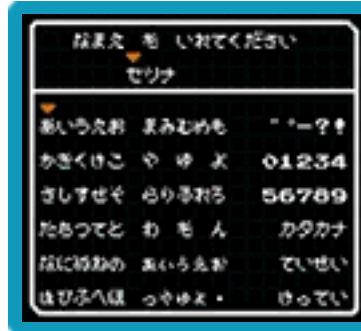 なまえ を いれてください
セリナ
あいうえお まみむめも ゛゜ー?!
かきくけこ や ゆ よ 01234
さしすせそ らりるれろ 56789
たちつてと わ を ん カタカナ
なにぬねの ぁぃぅぇぉ ていせい
はひふへほ っゃゅょ・ けってい